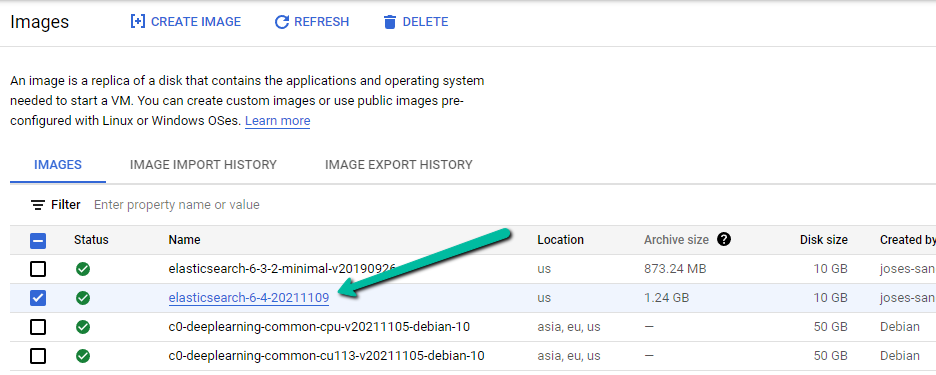 Images CREATE IMAGE REFRESH DELETE
An image is a replica of a disk that contains the applications and operating system
needed to start a VM. You can create custom images or use public images pre-
configured with Linux or Windows OSes. Learn more
IMAGES IMAGE IMPORT HISTORY IMAGE EXPORT HISTORY
Filter Enter property name or value
Status Name Location Archive size ? Disk size Created by
elasticsearch-6-3-2-minimal-v20190926 us 873.24 MB 10 GB joses-san
elasticsearch-6-4-20211109 us 1.24 GB 10 GB joses-san
c0-deeplearning-common-cpu-v20211105-debian-10 asia, eu, us — 50 GB Debian
c0-deeplearning-common-cu113-v20211105-debian-10 asia, eu, us — 50 GB Debian